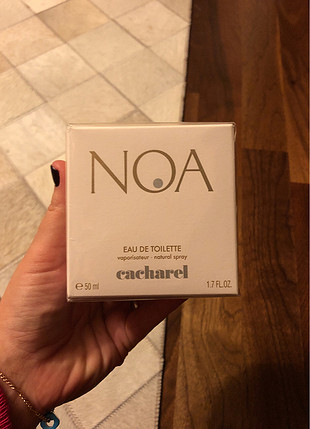 NOA
EAU DE TOILETTE
vaporisateur - natural spray
cacharel
℮ 50 ml 1.7 FL.OZ.